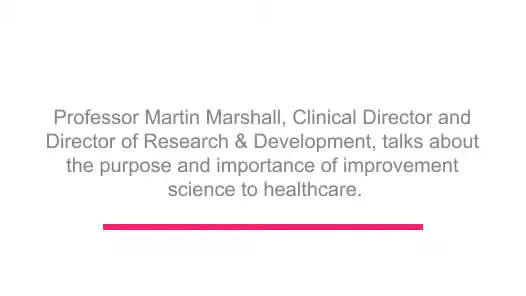 Professor Martin Marshall, Clinical Director and
Director of Research & Development, talks about
the purpose and importance of improvement
science to healthcare.